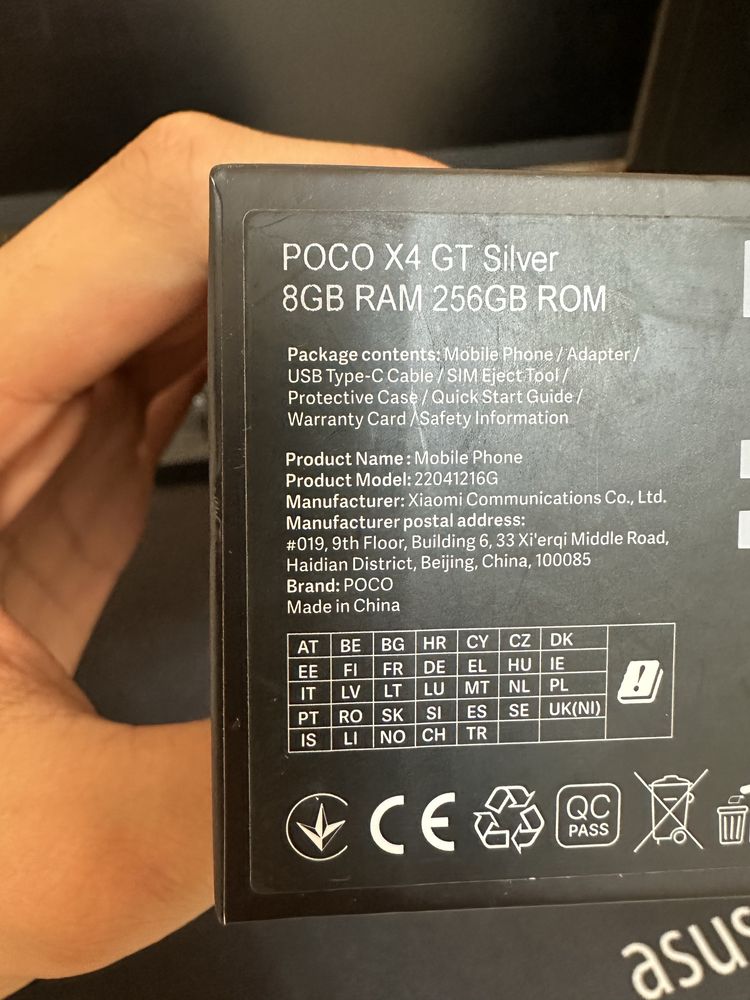 POCO X4 GT Silver
8GB RAM 256GB ROM
Package contents: Mobile Phone / Adapter /
USB Type-C Cable / SIM Eject Tool /
Protective Case / Quick Start Guide /
Warranty Card / Safety Information
Product Name : Mobile Phone
Product Model: 22041216G
Manufacturer: Xiaomi Communications Co., Ltd.
Manufacturer postal address:
#019, 9th Floor, Building 6, 33 Xi'erqi Middle Road,
Haidian District, Beijing, China, 100085
Brand: POCO
Made in China
AT BE BG HR CY CZ DK
EE FI FR DE EL HU IE
IT LV LT LU MT NL PL
PT RO SK SI ES SE UK(NI)
IS LI NO CH TR
CE QC
PASS
asus